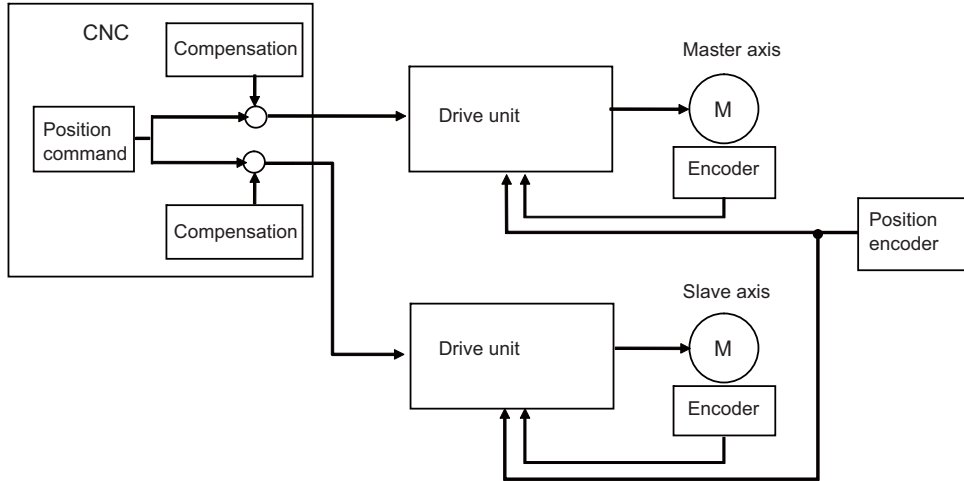 CNC
Compensation
Position
command
Compensation
Drive unit
Master axis
M
Encoder
Position
encoder
Drive unit
Slave axis
M
Encoder